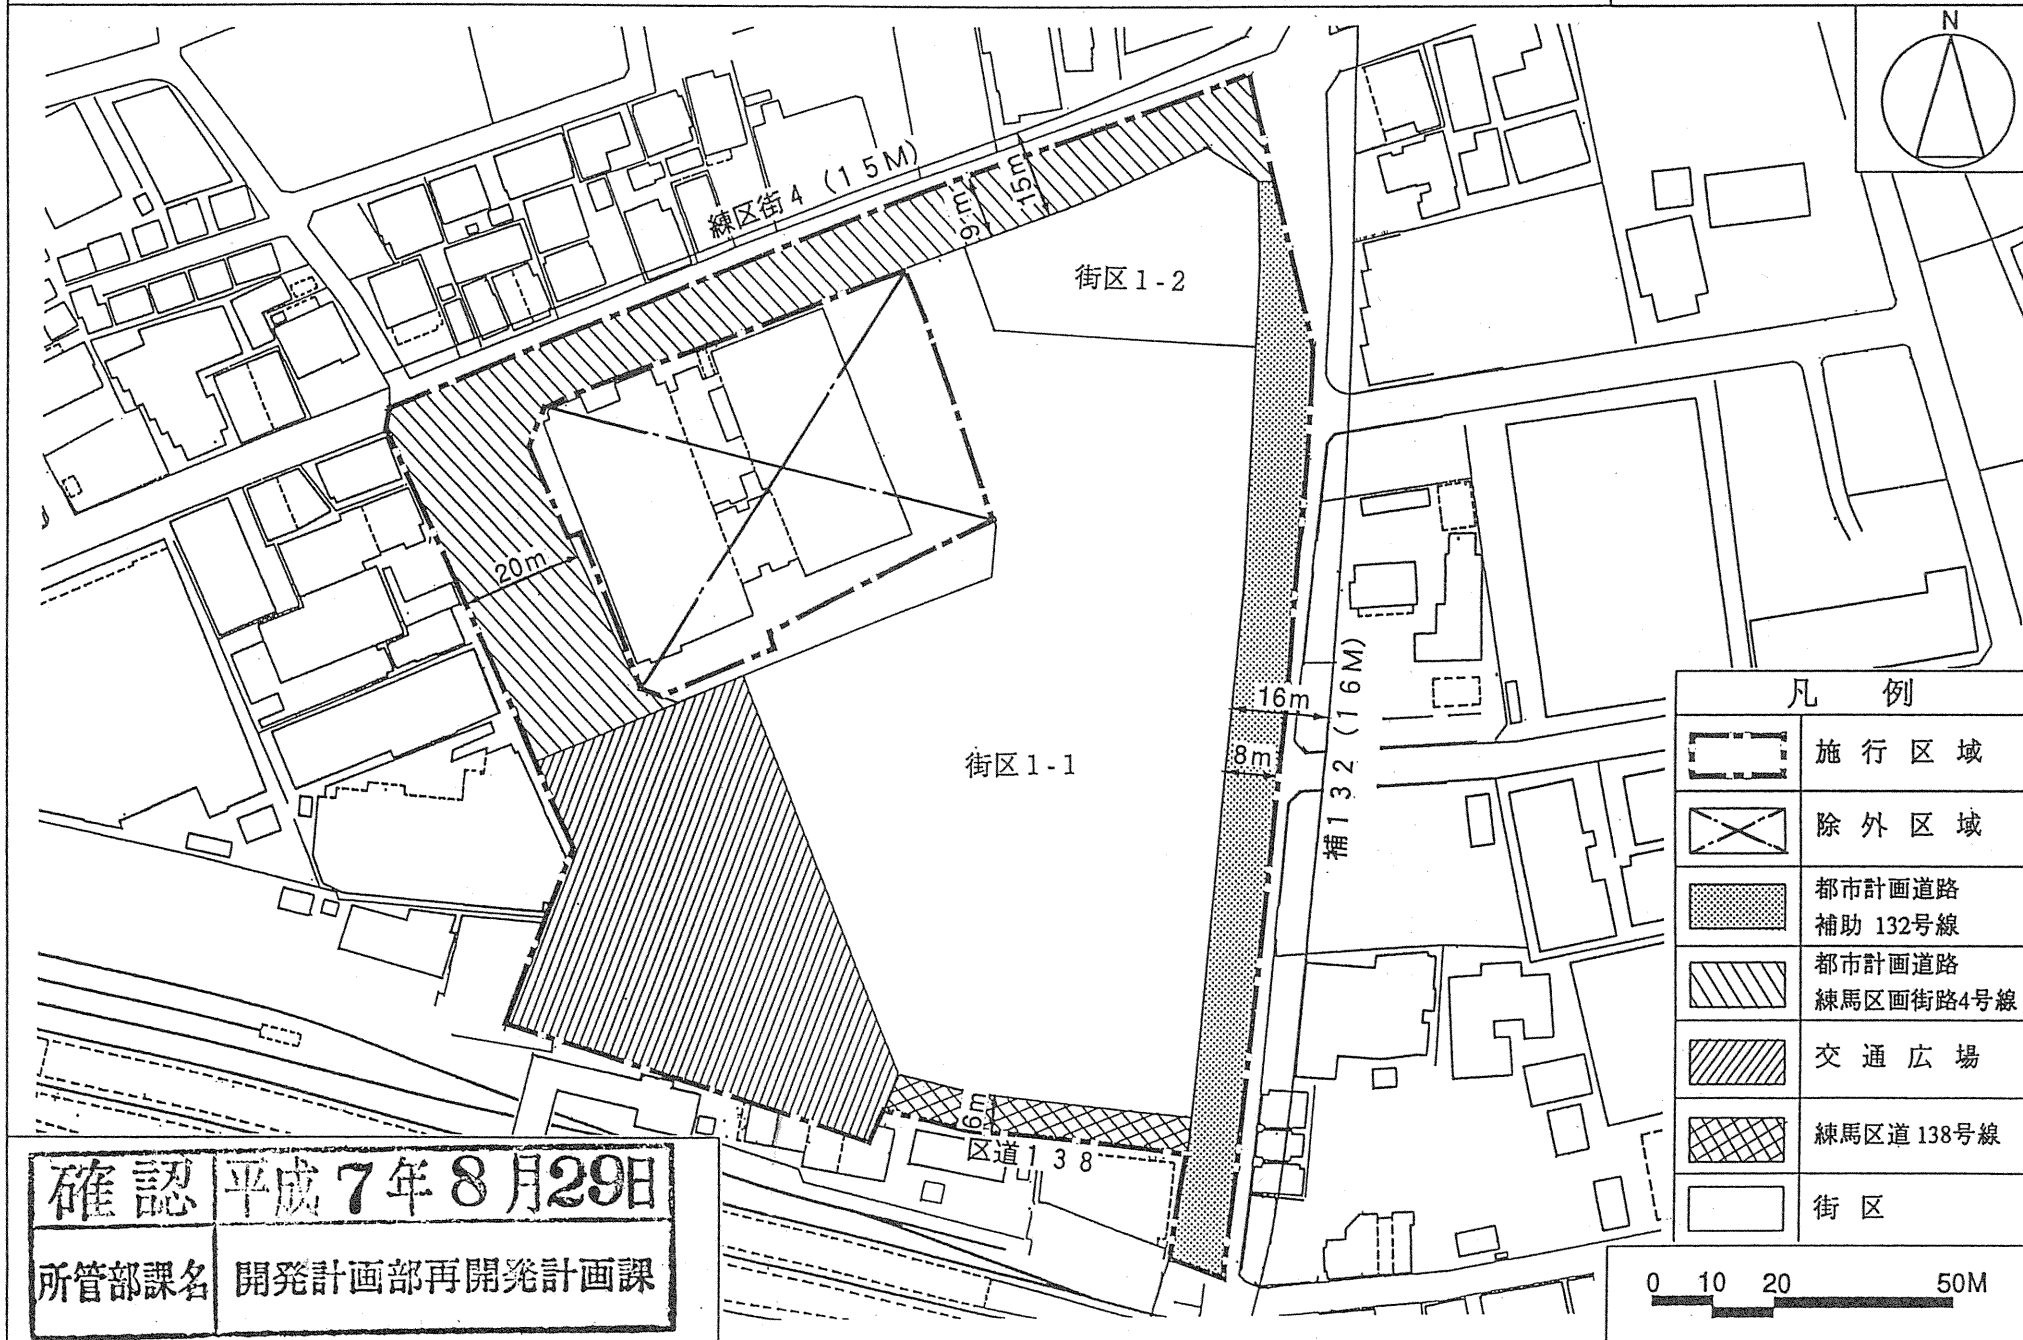 N
練区街4 (15M)
9m
15m
街区1-2
20m
街区1-1
16m
8m
補132(16M)
6m
区道138
凡 例
施 行 区 域
除 外 区 域
都市計画道路
補助 132号線
都市計画道路
練馬区画街路4号線
交 通 広 場
練馬区道 138号線
街 区
0 10 20 50M
確 認 平成 7年 8月29日
所管部課名 開発計画部再開発計画課